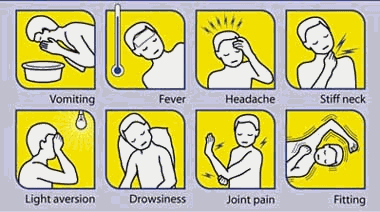 Vomiting Fever Headache Stiff neck
Light aversion Drowsiness Joint pain Fitting